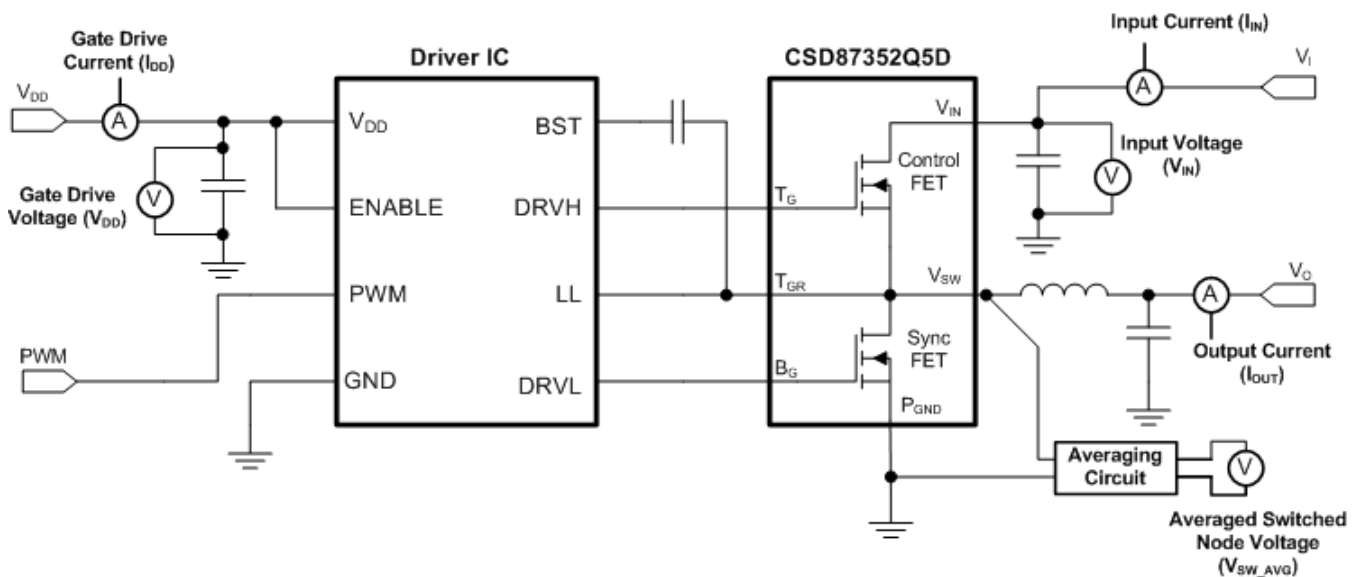 Gate Drive
Current (IDD)
VDD
A
V
Gate Drive
Voltage (VDD)
PWM
Driver IC
VDD
ENABLE
PWM
GND
BST
DRVH
LL
DRVL
CSD87352Q5D
VIN
Control
FET
TG
TGR
VSW
Sync
FET
BG
PGND
Input Current (IIN)
A
VI
V
Input Voltage
(VIN)
VO
A
Output Current
(IOUT)
Averaging
Circuit
V
Averaged Switched
Node Voltage
(VSW_AVG)